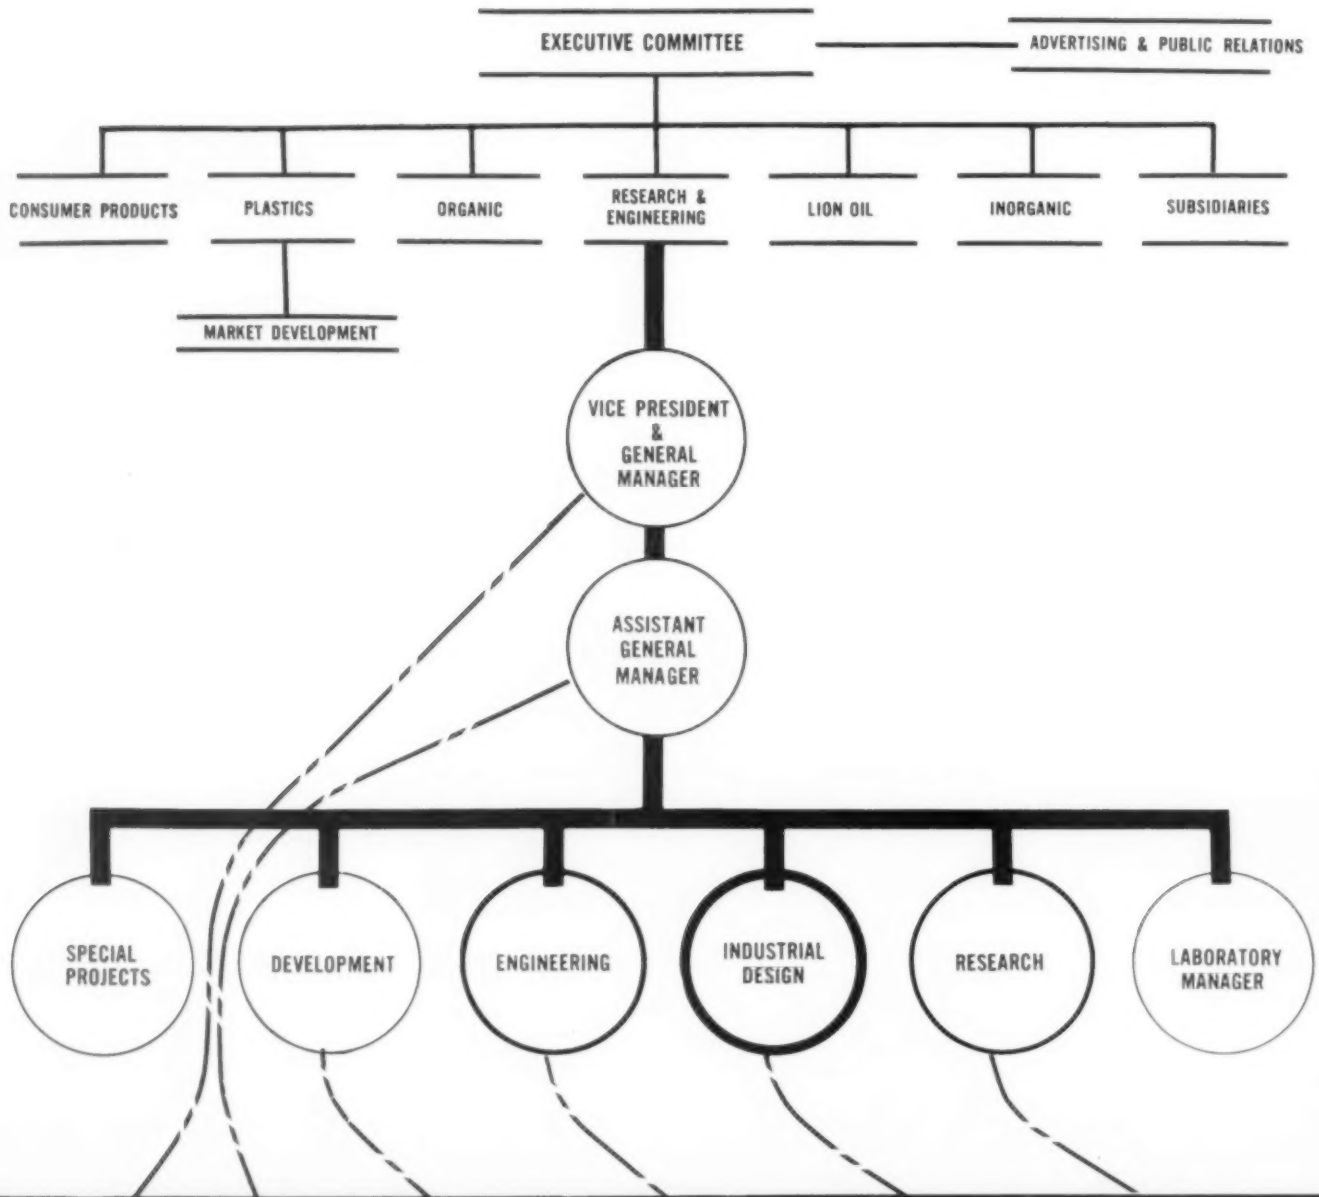 EXECUTIVE COMMITTEE
ADVERTISING & PUBLIC RELATIONS
CONSUMER PRODUCTS
PLASTICS
ORGANIC
RESEARCH &
ENGINEERING
LION OIL
INORGANIC
SUBSIDIARIES
MARKET DEVELOPMENT
VICE PRESIDENT
&
GENERAL
MANAGER
ASSISTANT
GENERAL
MANAGER
SPECIAL
PROJECTS
DEVELOPMENT
ENGINEERING
INDUSTRIAL
DESIGN
RESEARCH
LABORATORY
MANAGER